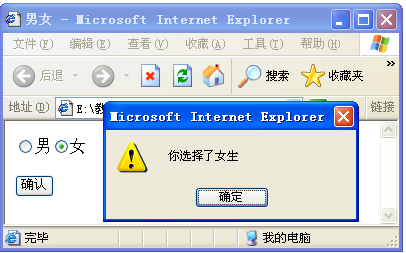 男女 - Microsoft Internet Explorer
文件(F) 编辑(E) 查看(V) 收藏(A) 工具(T) 帮助(H)
后退 搜索 收藏夹 »
地址(D) E:\教 链接
Microsoft Internet Explorer
男 女
你选择了女生
确认
确定
完毕 我的电脑